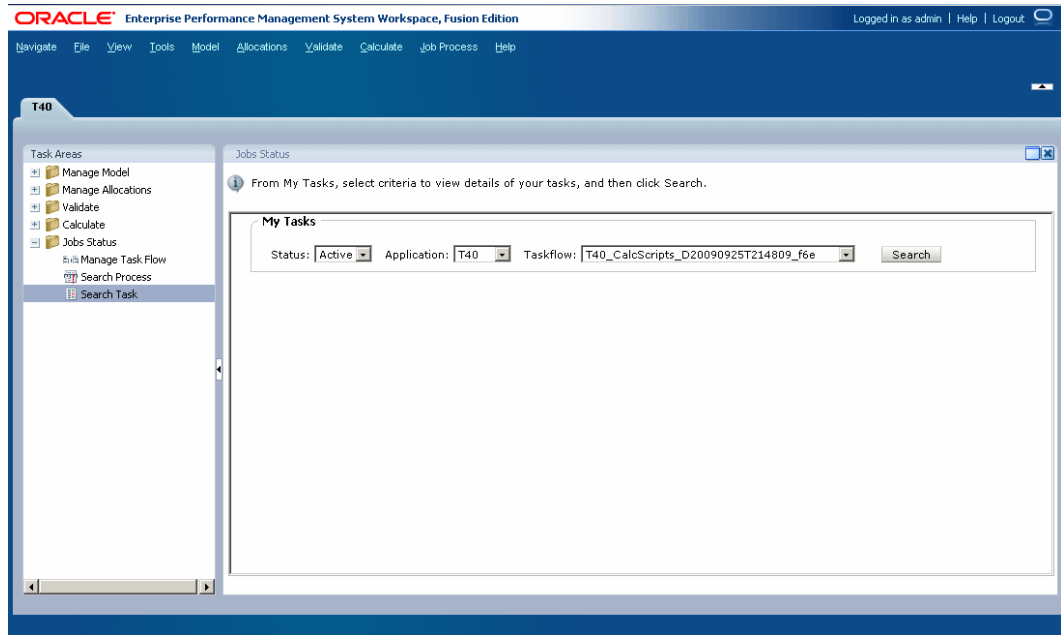 ORACLE Enterprise Performance Management System Workspace, Fusion Edition Logged in as admin | Help | Logout
Navigate File View Tools Model Allocations Validate Calculate Job Process Help
T40
Task Areas
Manage Model
Manage Allocations
Validate
Calculate
Jobs Status
Manage Task Flow
Search Process
Search Task
Jobs Status
From My Tasks, select criteria to view details of your tasks, and then click Search.
My Tasks
Status: Active Application: T40 Taskflow: T40_CalcScripts_D20090925T214809_f6e Search